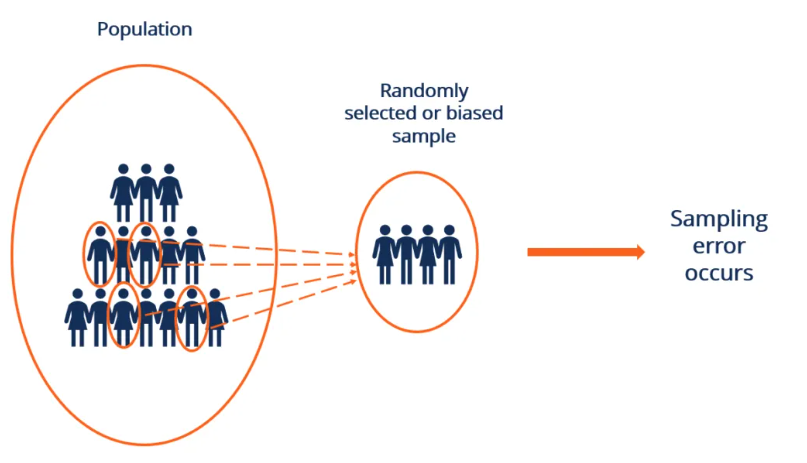 Population
Randomly
selected or biased
sample
Sampling
error
occurs